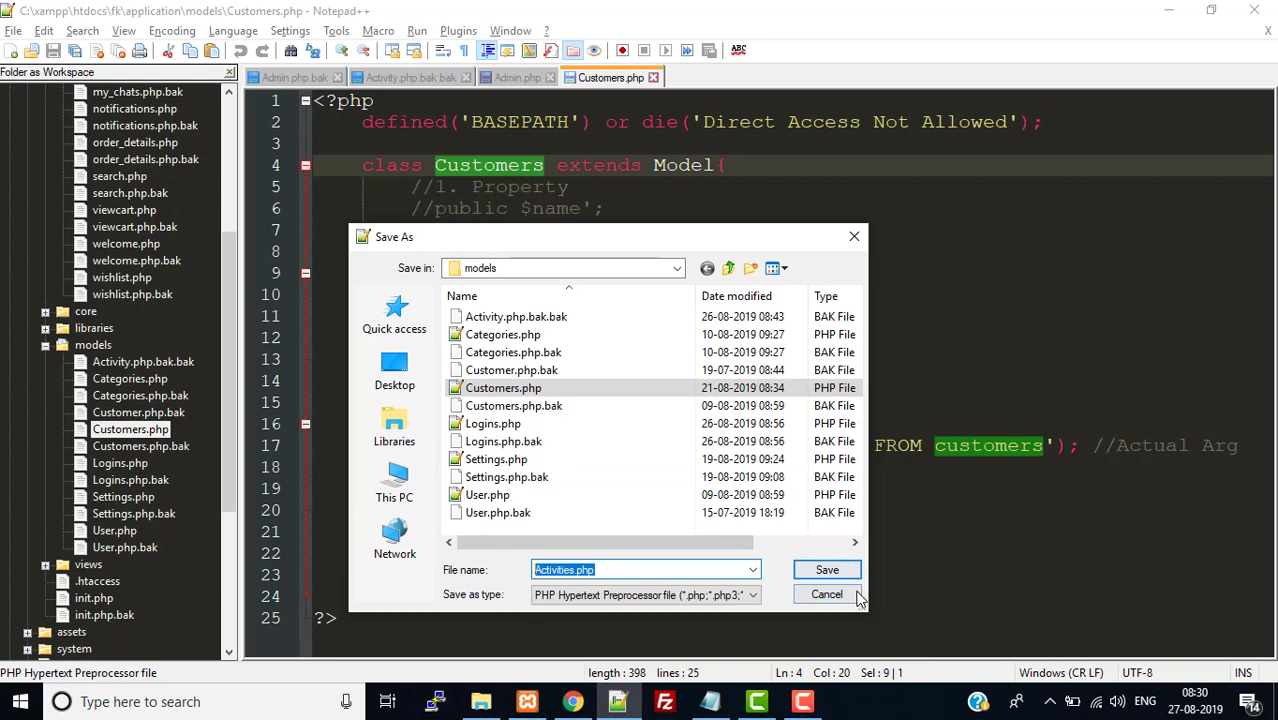 C:\xampp\htdocs\fk\application\models\Customers.php - Notepad++
File Edit Search View Encoding Language Settings Tools Macro Run Plugins Window ?
Folder as Workspace
Admin.php.bak Activity.php.bak.bak Admin.php Customers.php
my_chats.php.bak
notifications.php
notifications.php.bak
order_details.php
order_details.php.bak
search.php
search.php.bak
viewcart.php
viewcart.php.bak
welcome.php
welcome.php.bak
wishlist.php
wishlist.php.bak
core
libraries
models
Activity.php.bak.bak
Categories.php
Categories.php.bak
Customer.php.bak
Customers.php
Customers.php.bak
Logins.php
Logins.php.bak
Settings.php
Settings.php.bak
User.php
User.php.bak
views
.htaccess
init.php
init.php.bak
assets
system
1 <?php
2 defined('BASEPATH') or die('Direct Access Not Allowed');
3
4 class Customers extends Model{
5 //1. Property
6 //public $name';
7
8
9
10
11
12
13
14
15
16
17 FROM customers'); //Actual Arg
18
19
20
21
22
23
24
25 ?>
Save As
Save in: models
Quick access
Desktop
Libraries
This PC
Network
Name Date modified Type
Activity.php.bak.bak 26-08-2019 08:43 BAK File
Categories.php 10-08-2019 09:27 PHP File
Categories.php.bak 10-08-2019 09:27 BAK File
Customer.php.bak 19-07-2019 08:44 BAK File
Customers.php 21-08-2019 08:34 PHP File
Customers.php.bak 09-08-2019 08:59 BAK File
Logins.php 26-08-2019 08:56 PHP File
Logins.php.bak 26-08-2019 08:36 BAK File
Settings.php 10-08-2019 09:24 PHP File
Settings.php.bak 10-08-2019 09:08 BAK File
User.php 09-08-2019 08:59 PHP File
User.php.bak 15-07-2019 18:19 BAK File
File name: Activities.php Save
Save as type: PHP Hypertext Preprocessor file (*.php;*.php3;* Cancel
PHP Hypertext Preprocessor file length : 398 lines : 25 Ln : 4 Col : 20 Sel : 9 | 1 Windows (CR LF) UTF-8 INS
Type here to search
ENG
08:30
27-08-2019
14